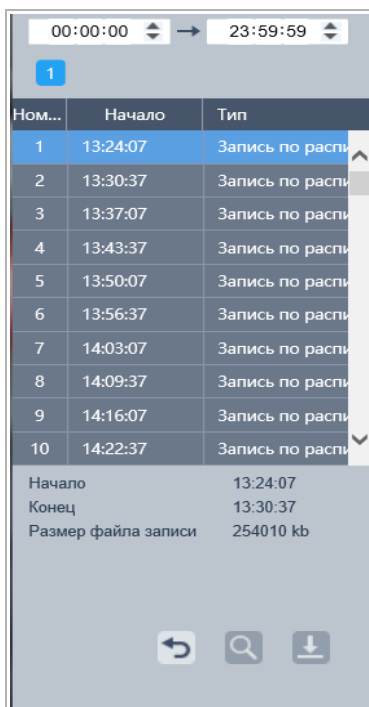 00:00:00 → 23:59:59
1
Ном... Начало Тип
1 13:24:07 Запись по распи
2 13:30:37 Запись по распи
3 13:37:07 Запись по распи
4 13:43:37 Запись по распи
5 13:50:07 Запись по распи
6 13:56:37 Запись по распи
7 14:03:07 Запись по распи
8 14:09:37 Запись по распи
9 14:16:07 Запись по распи
10 14:22:37 Запись по распи
Начало 13:24:07
Конец 13:30:37
Размер файла записи 254010 kb